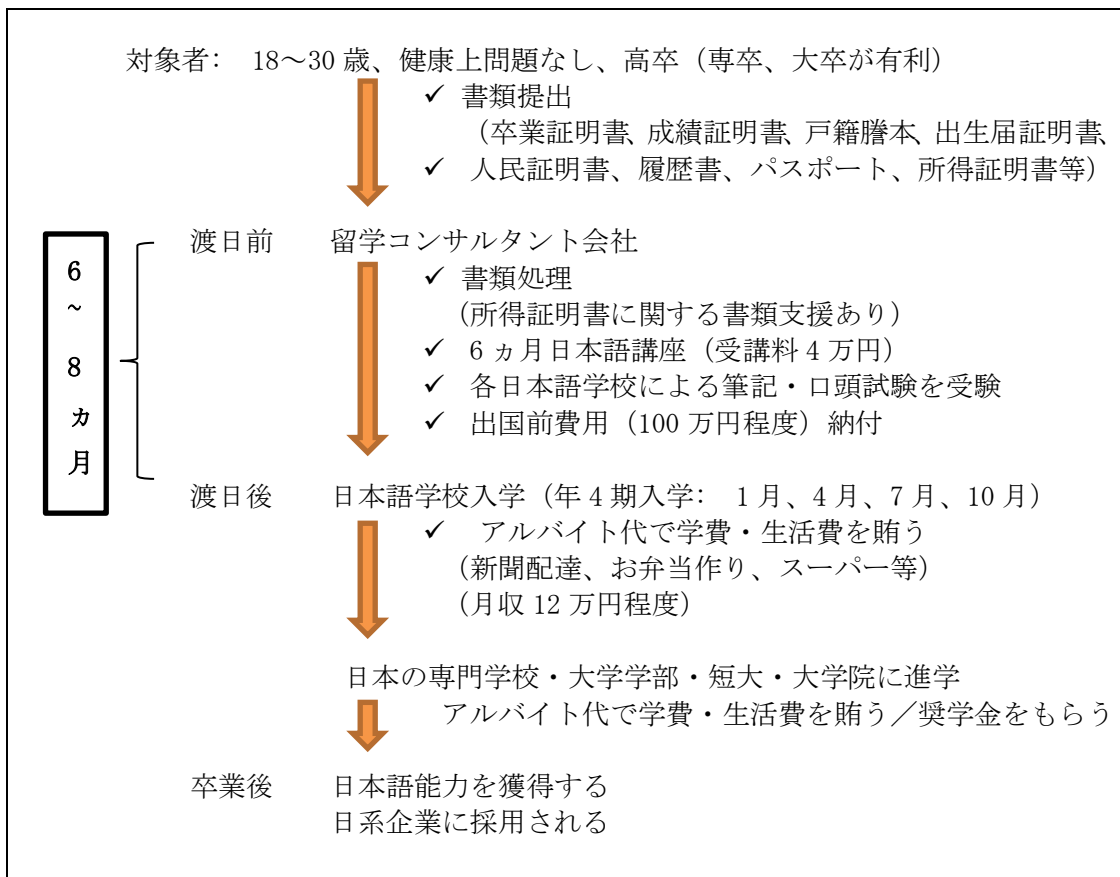 対象者: 18～30歳、健康上問題なし、高卒（専卒、大卒が有利）
✓ 書類提出
（卒業証明書、成績証明書、戸籍謄本、出生届証明書、
✓ 人民証明書、履歴書、パスポート、所得証明書等）
6～8ヵ月
渡日前 留学コンサルタント会社
✓ 書類処理
（所得証明書に関する書類支援あり）
✓ 6ヵ月日本語講座（受講料4万円）
✓ 各日本語学校による筆記・口頭試験を受験
✓ 出国前費用（100万円程度）納付
渡日後 日本語学校入学（年4期入学: 1月、4月、7月、10月）
✓ アルバイト代で学費・生活費を賄う
（新聞配達、お弁当作り、スーパー等）
（月収12万円程度）
日本の専門学校・大学学部・短大・大学院に進学
アルバイト代で学費・生活費を賄う／奨学金をもらう
卒業後 日本語能力を獲得する
日系企業に採用される